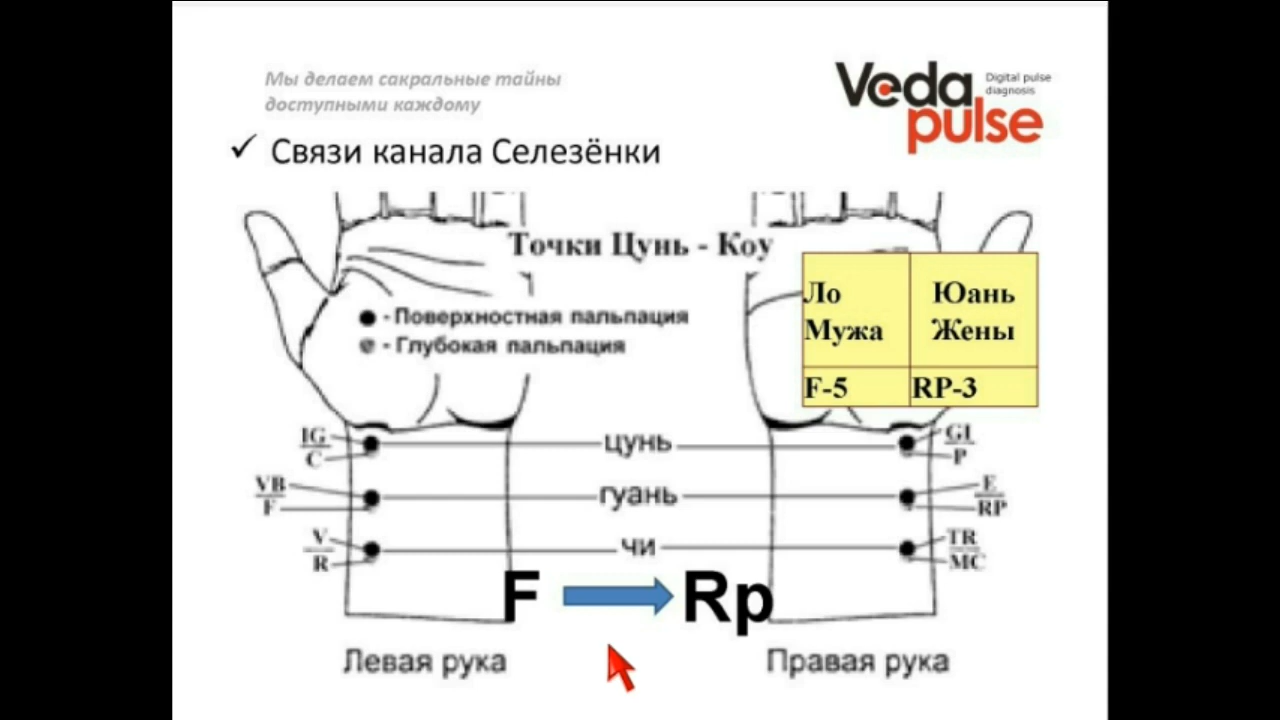 Мы делаем сакральные тайны
доступными каждому
Veda
pulse
Digital pulse
diagnosis
✓ Связи канала Селезёнки
Точки Цунь - Коу
- Поверхностная пальпация
- Глубокая пальпация
Ло
Мужа
Юань
Жены
F-5
RP-3
IG
C
цунь
GI
P
VB
F
гуань
E
RP
V
R
чи
TR
MC
F
Rp
Левая рука
Правая рука